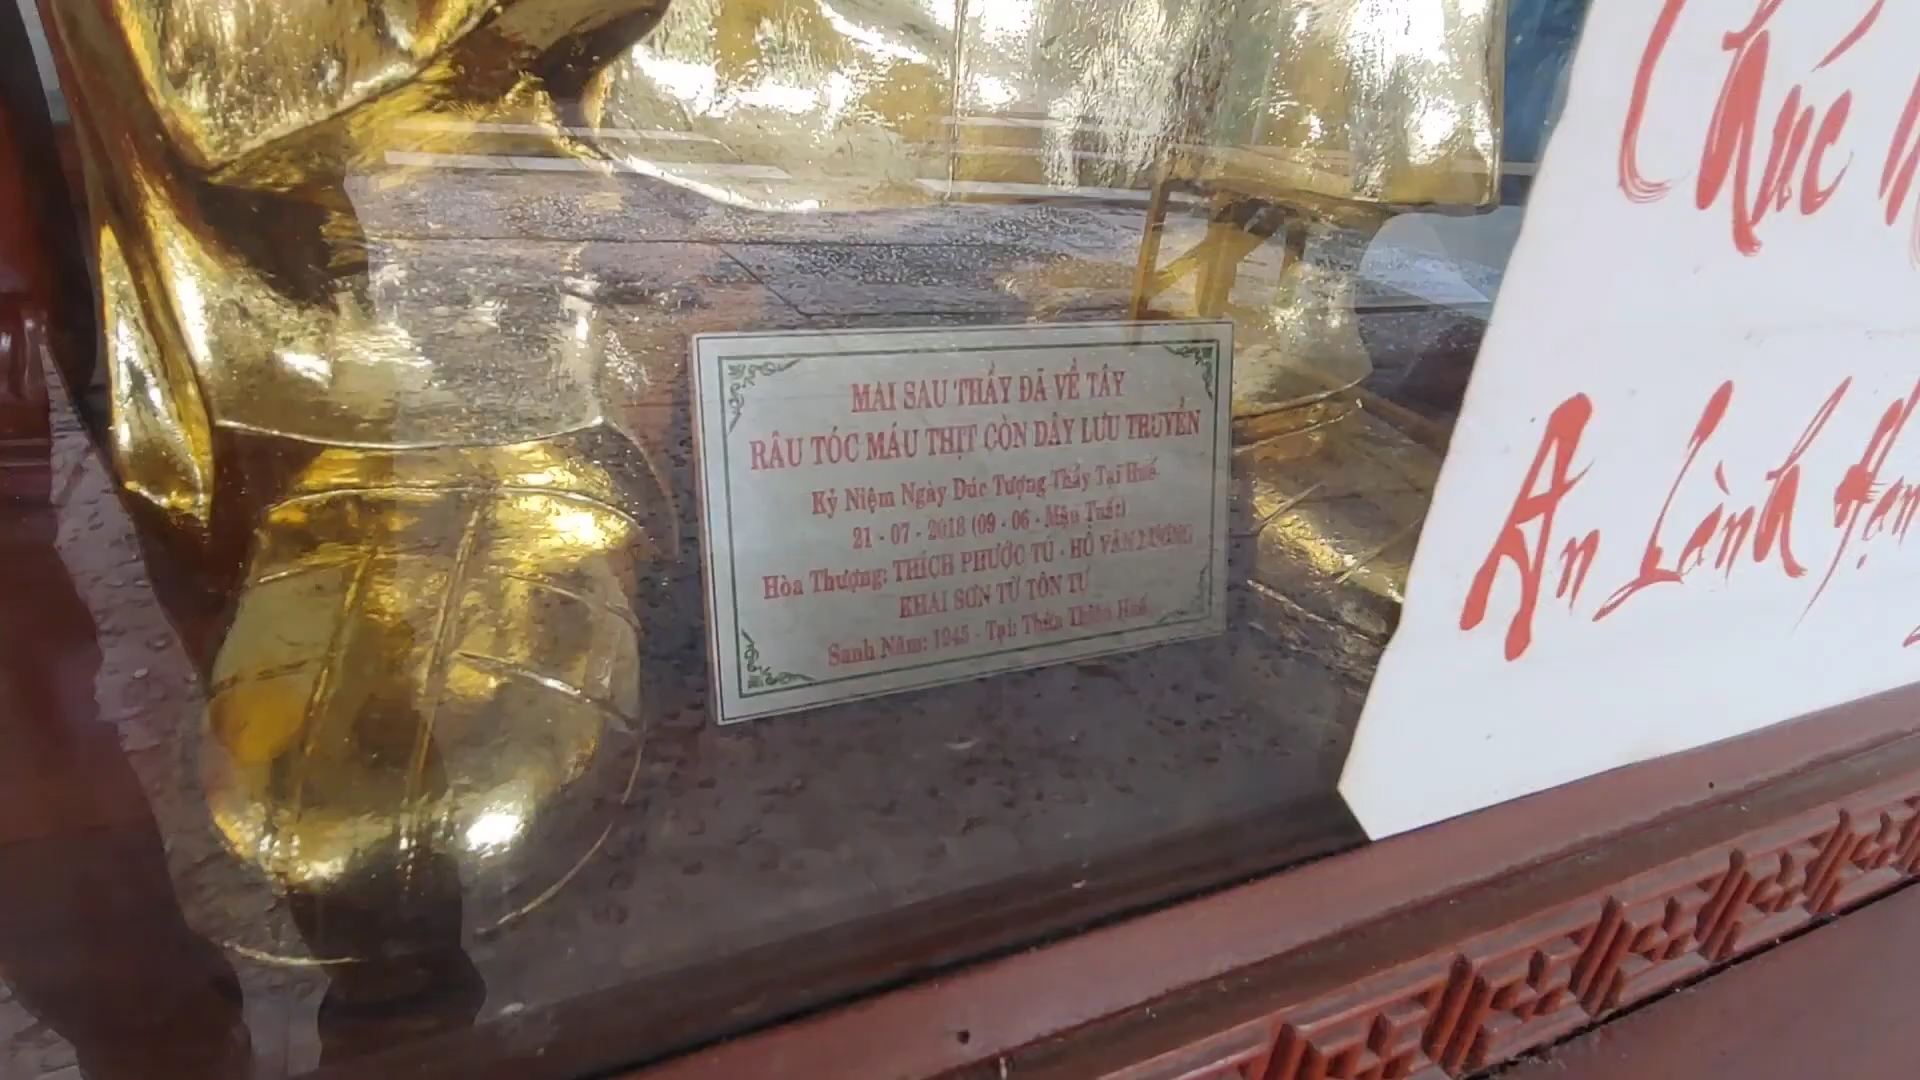 MAI SAU THẦY ĐÃ VỀ TÂY
RÂU TÓC MÁU THỊT CÒN DÂY LƯU TRUYỀN
Kỷ Niệm Ngày Đúc Tượng Thầy Tại Huế
21 - 07 - 2018 (09 - 06 - Mậu Tuất)
Hòa Thượng: THÍCH PHƯỚC TÚ - HỒ VĂN LƯƠNG
KHAI SƠN TỪ TÔN TỰ
Sanh Năm: 1945 - Tại: Thừa Thiên Huế
Chúc
An Lành